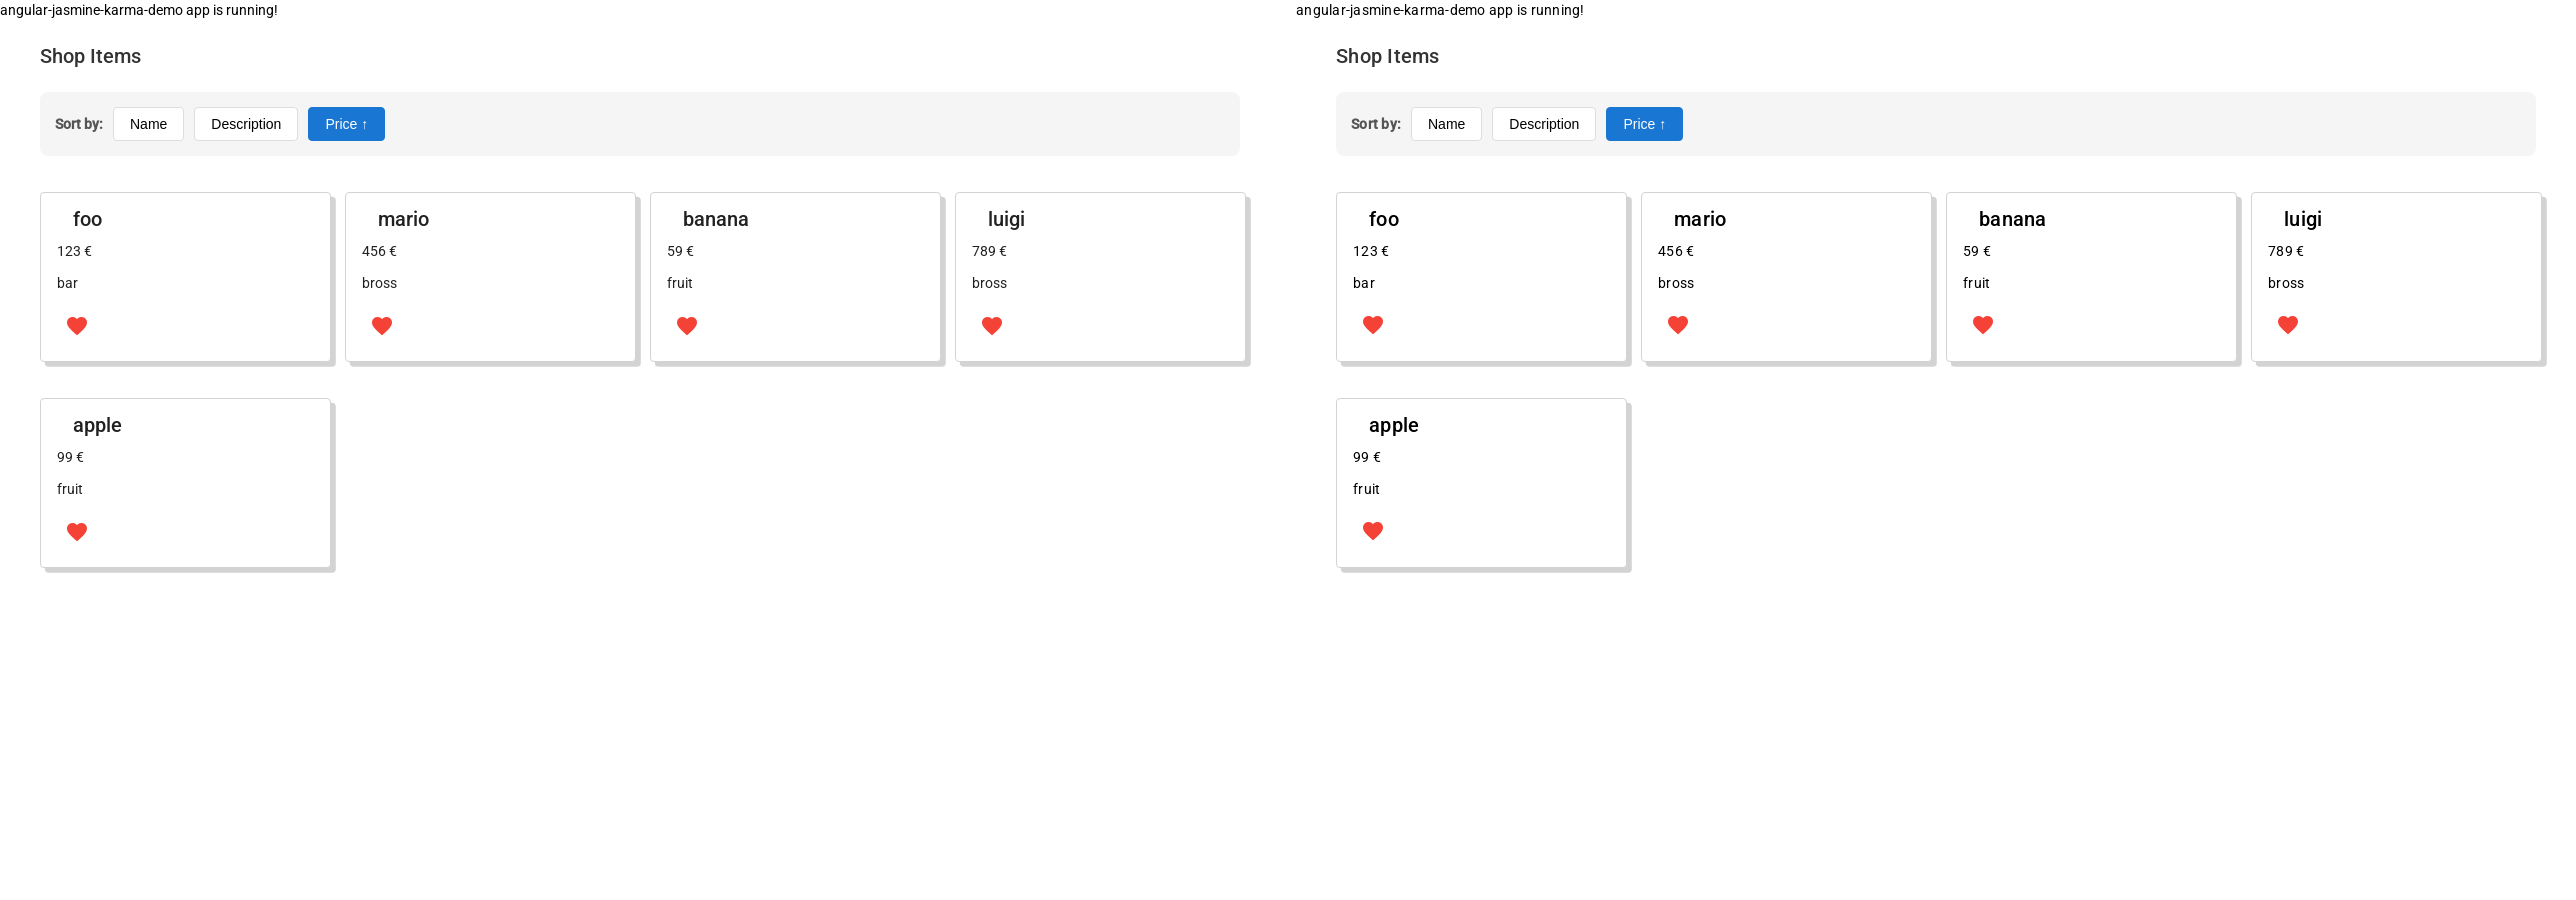 angular-jasmine-karma-demo app is running!
Shop Items
Sort by: Name Description Price ↑
foo
123 €
bar
mario
456 €
bross
banana
59 €
fruit
luigi
789 €
bross
apple
99 €
fruit
angular-jasmine-karma-demo app is running!
Shop Items
Sort by: Name Description Price ↑
foo
123 €
bar
mario
456 €
bross
banana
59 €
fruit
luigi
789 €
bross
apple
99 €
fruit